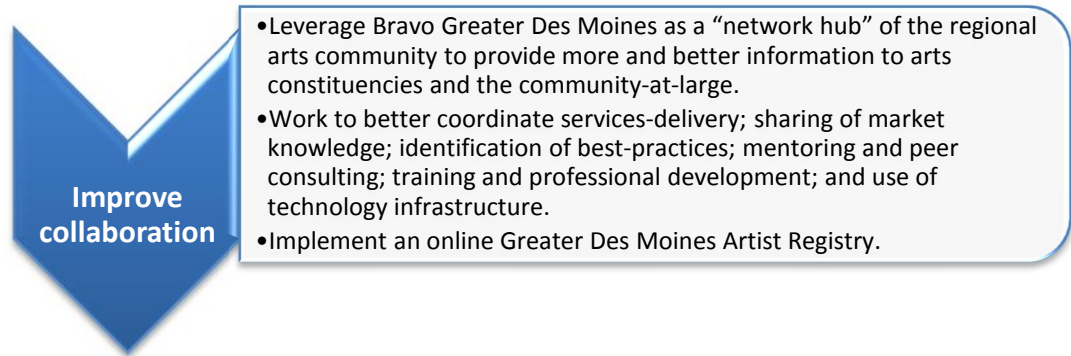 Improve
collaboration
•Leverage Bravo Greater Des Moines as a “network hub” of the regional
arts community to provide more and better information to arts
constituencies and the community-at-large.
•Work to better coordinate services-delivery; sharing of market
knowledge; identification of best-practices; mentoring and peer
consulting; training and professional development; and use of
technology infrastructure.
•Implement an online Greater Des Moines Artist Registry.